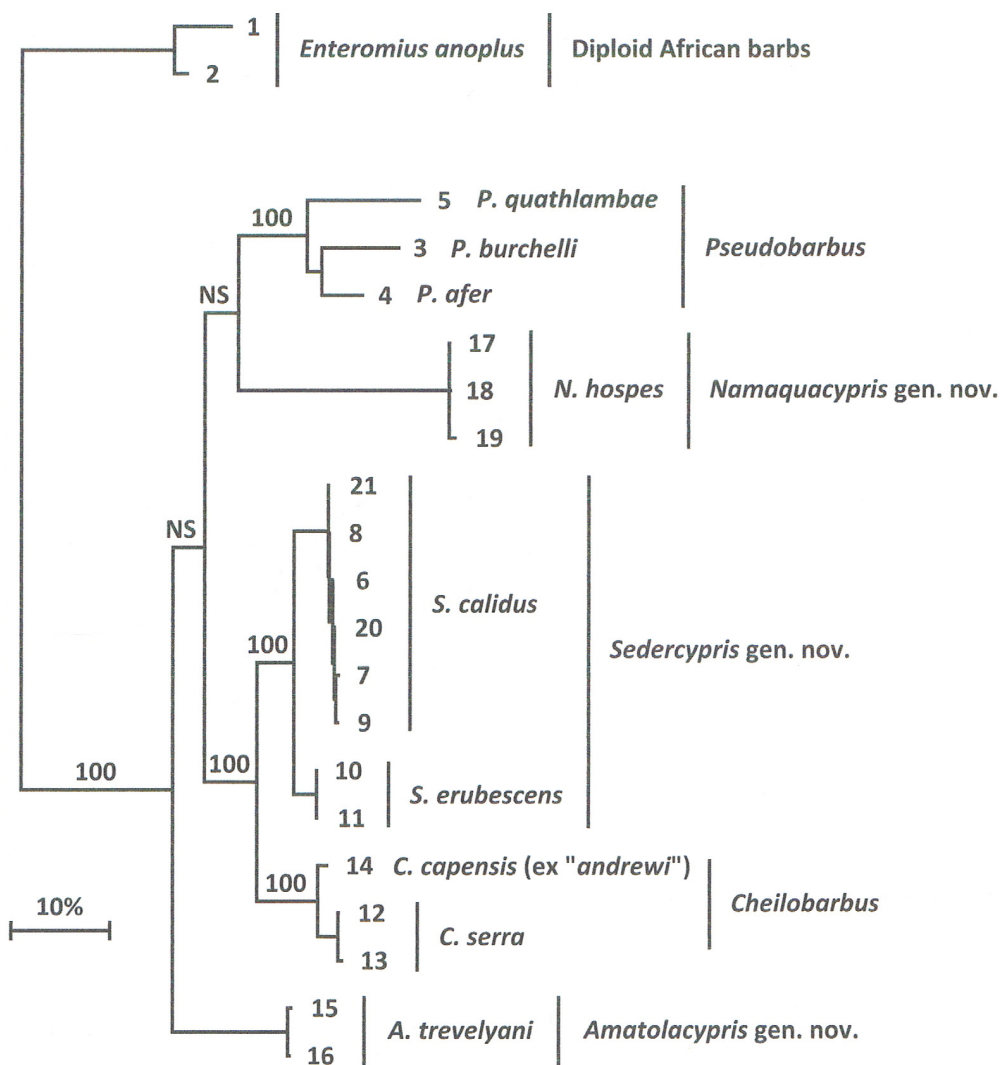 1
Enteromius anoplus
Diploid African barbs
2
5 P. quathlambae
100
3 P. burchelli
Pseudobarbus
NS
4 P. afer
17
18
N. hospes
Namaquacypris gen. nov.
19
21
NS
8
6
S. calidus
20
100
Sedercypris gen. nov.
7
9
100
100
10
S. erubescens
11
14 C. capensis (ex "andrewi")
100
10%
12
Cheilobarbus
C. serra
13
15
A. trevelyani
Amatolacypris gen. nov.
16